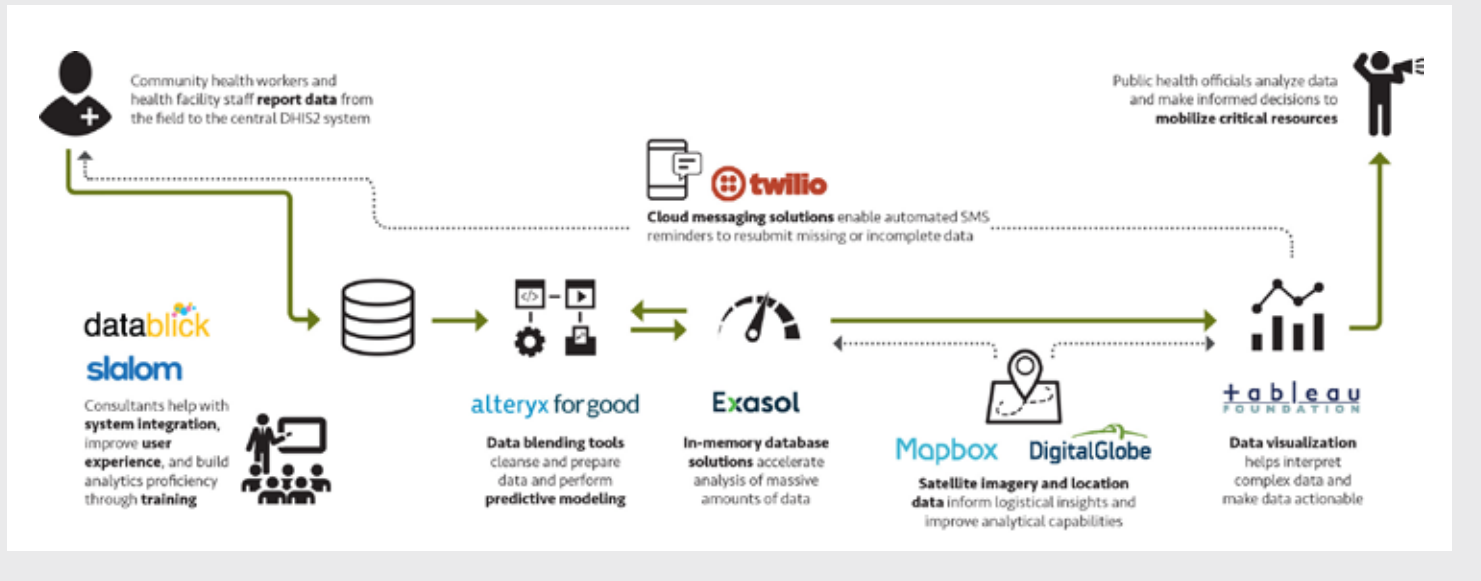 Community health workers and
health facility staff report data from
the field to the central DHIS2 system
Public health officials analyze data
and make informed decisions to
mobilize critical resources
twilio
Cloud messaging solutions enable automated SMS
reminders to resubmit missing or incomplete data
datablick
slalom
Consultants help with
system integration,
improve user
experience, and build
analytics proficiency
through training
</>
alteryx for good
Data blending tools
cleanse and prepare
data and perform
predictive modeling
Exasol
In-memory database
solutions accelerate
analysis of massive
amounts of data
Mapbox
DigitalGlobe
Satellite imagery and location
data inform logistical insights and
improve analytical capabilities
tableau
FOUNDATION
Data visualization
helps interpret
complex data and
make data actionable